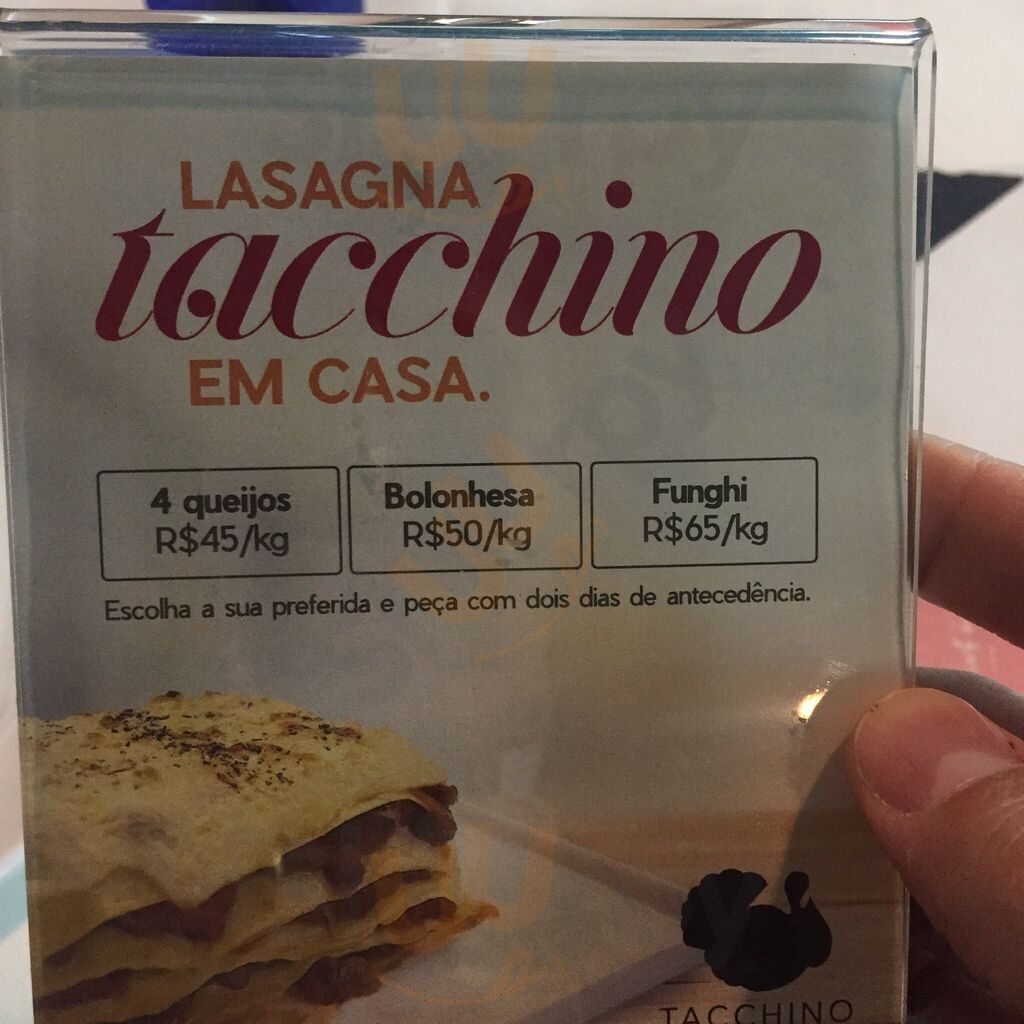 LASAGNA
tacchino
EM CASA.
4 queijos
R$45/kg
Bolonhesa
R$50/kg
Funghi
R$65/kg
Escolha a sua preferida e peça com dois dias de antecedência.
TACCHINO